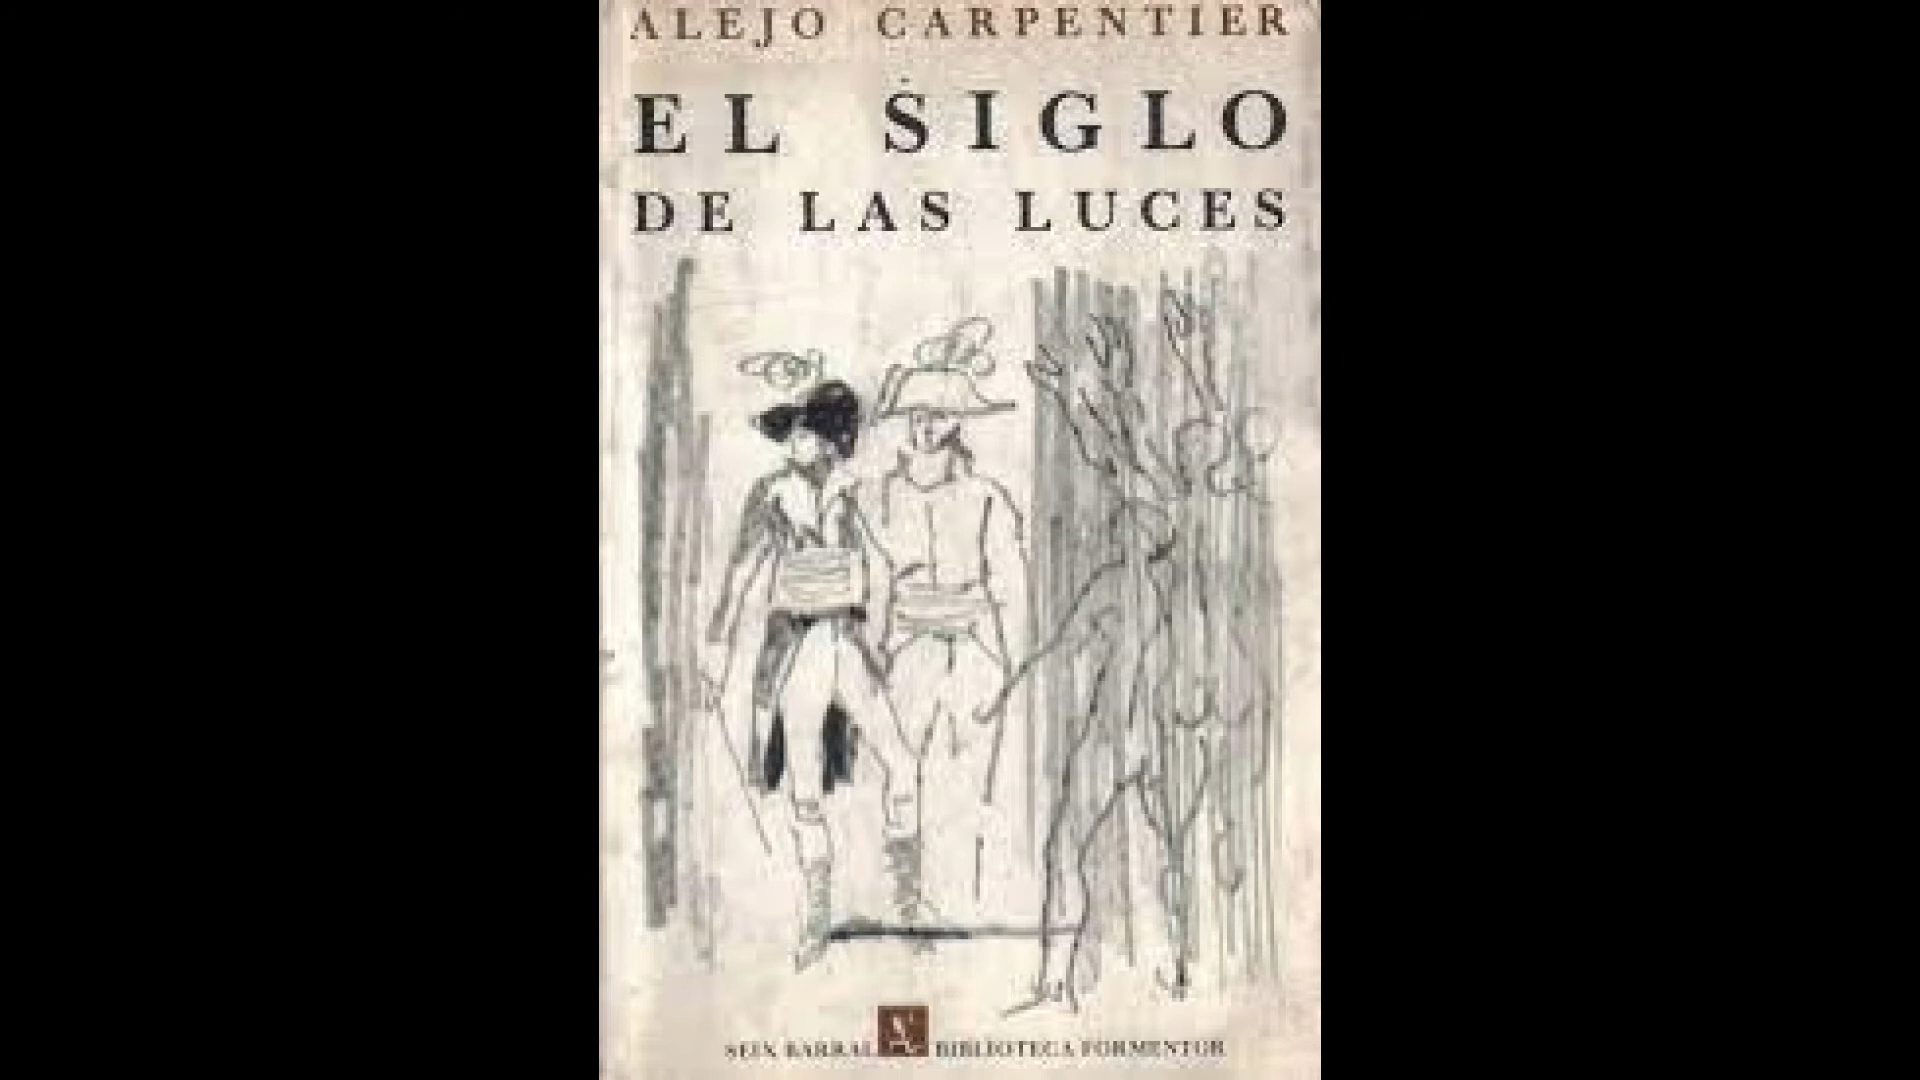 ALEJO CARPENTIER
EL SIGLO
DE LAS LUCES
SEIX BARRAL BIBLIOTECA FORMENTOR